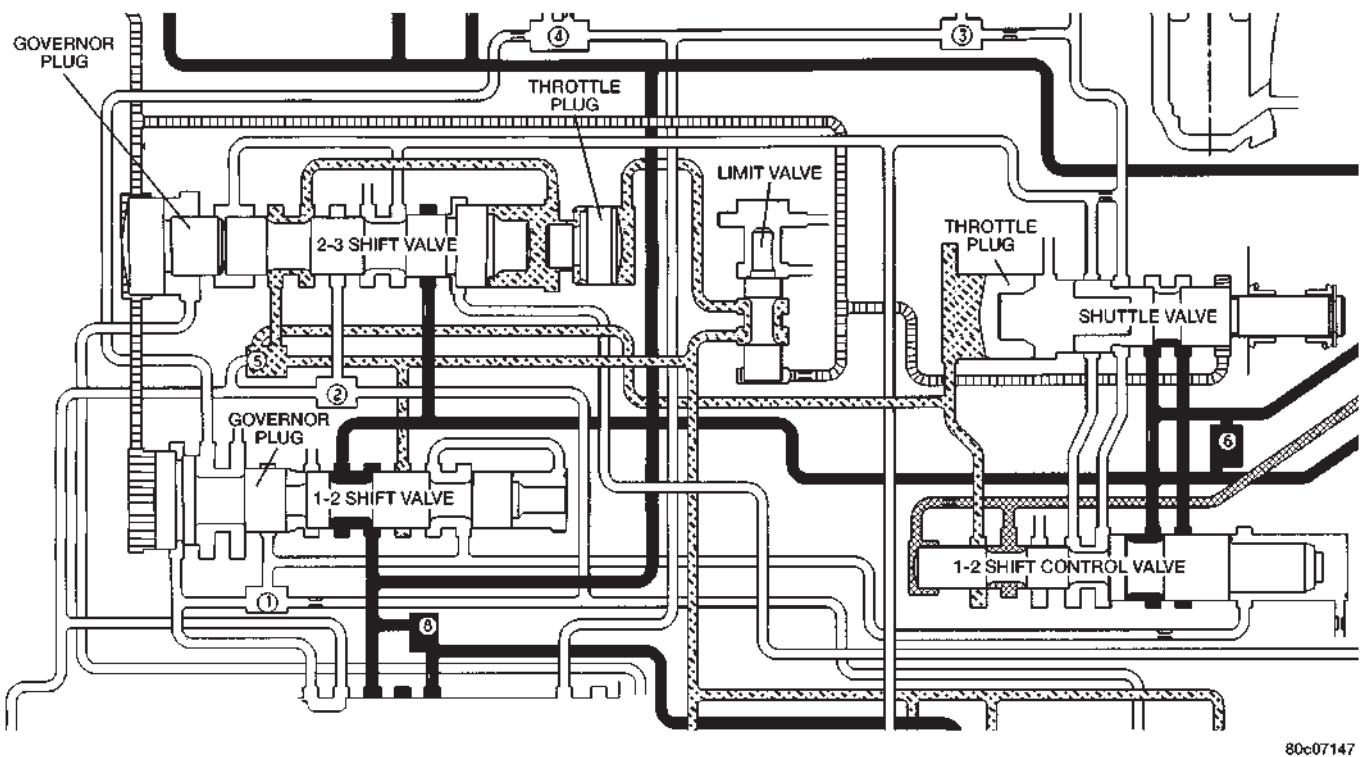 GOVERNOR
PLUG
4
3
THROTTLE
PLUG
LIMIT VALVE
THROTTLE
PLUG
2-3 SHIFT VALVE
SHUTTLE VALVE
5
2
GOVERNOR
PLUG
6
1-2 SHIFT VALVE
1-2 SHIFT CONTROL VALVE
1
8
80c07147